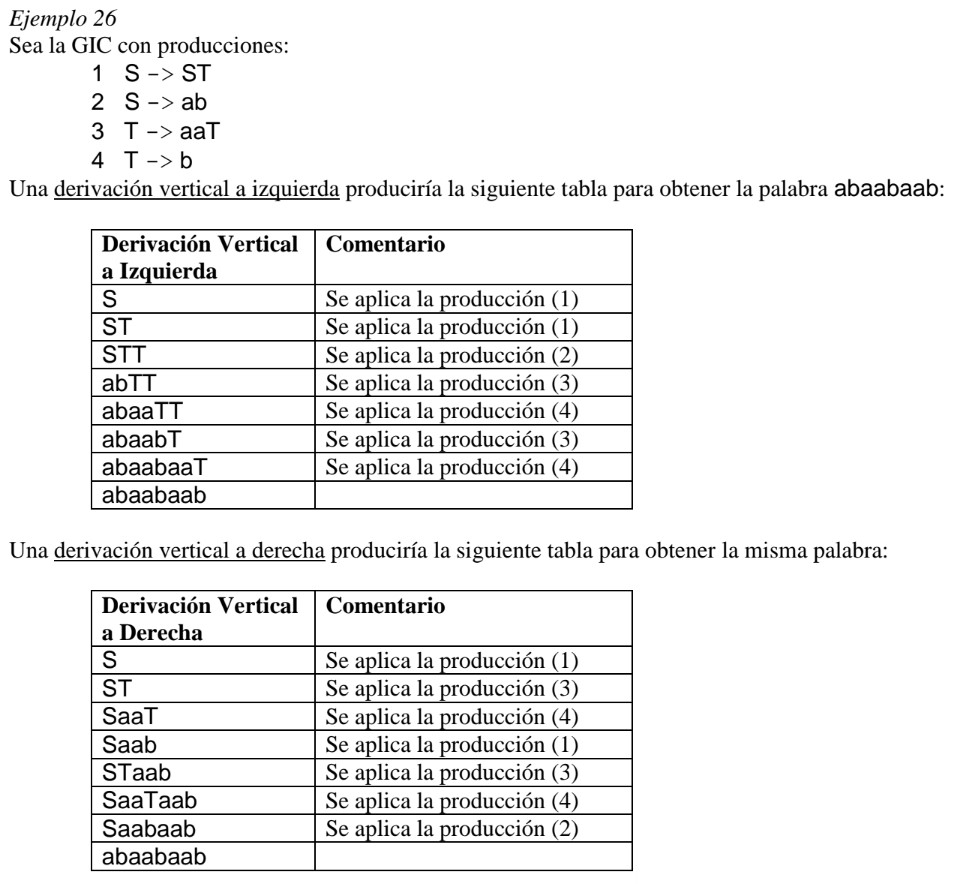 Ejemplo 26
Sea la GIC con producciones:
1 S -> ST
2 S -> ab
3 T -> aaT
4 T -> b
Una derivación vertical a izquierda produciría la siguiente tabla para obtener la palabra abaabaab:
Derivación Vertical a Izquierda Comentario
S Se aplica la producción (1)
ST Se aplica la producción (1)
STT Se aplica la producción (2)
abTT Se aplica la producción (3)
abaaTT Se aplica la producción (4)
abaabT Se aplica la producción (3)
abaabaaT Se aplica la producción (4)
abaabaab
Una derivación vertical a derecha produciría la siguiente tabla para obtener la misma palabra:
Derivación Vertical a Derecha Comentario
S Se aplica la producción (1)
ST Se aplica la producción (3)
SaaT Se aplica la producción (4)
Saab Se aplica la producción (1)
STaab Se aplica la producción (3)
SaaTaab Se aplica la producción (4)
Saabaab Se aplica la producción (2)
abaabaab